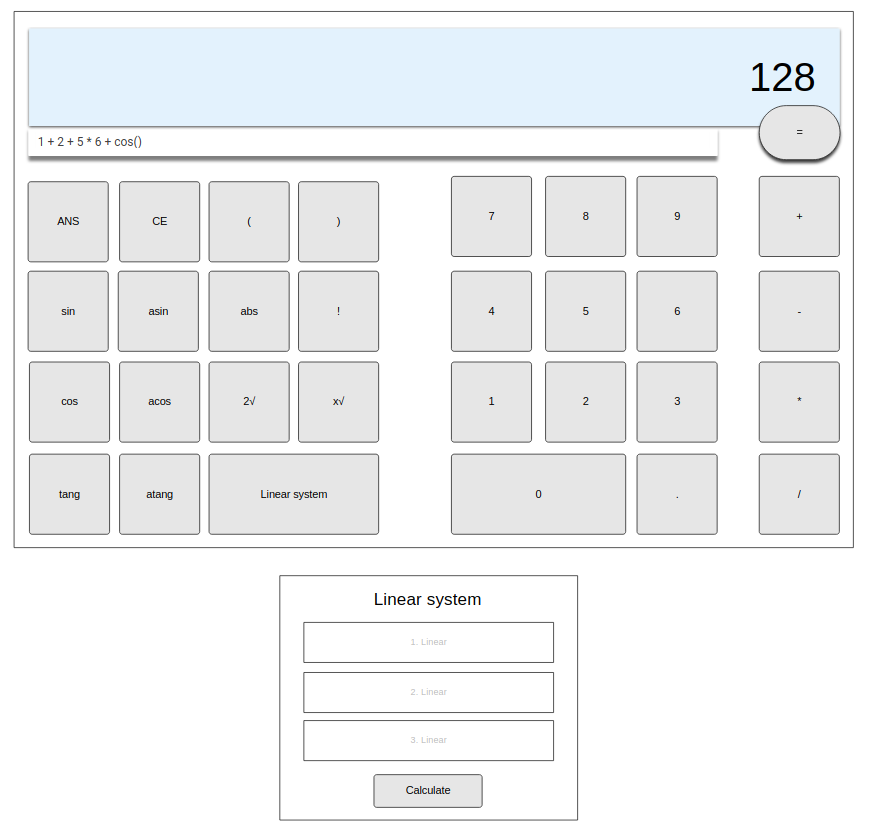 128
=
1 + 2 + 5 * 6 + cos()
ANS CE ( ) 7 8 9 +
sin asin abs ! 4 5 6 -
cos acos 2√ x√ 1 2 3 *
tang atang Linear system 0 . /
Linear system
1. Linear
2. Linear
3. Linear
Calculate